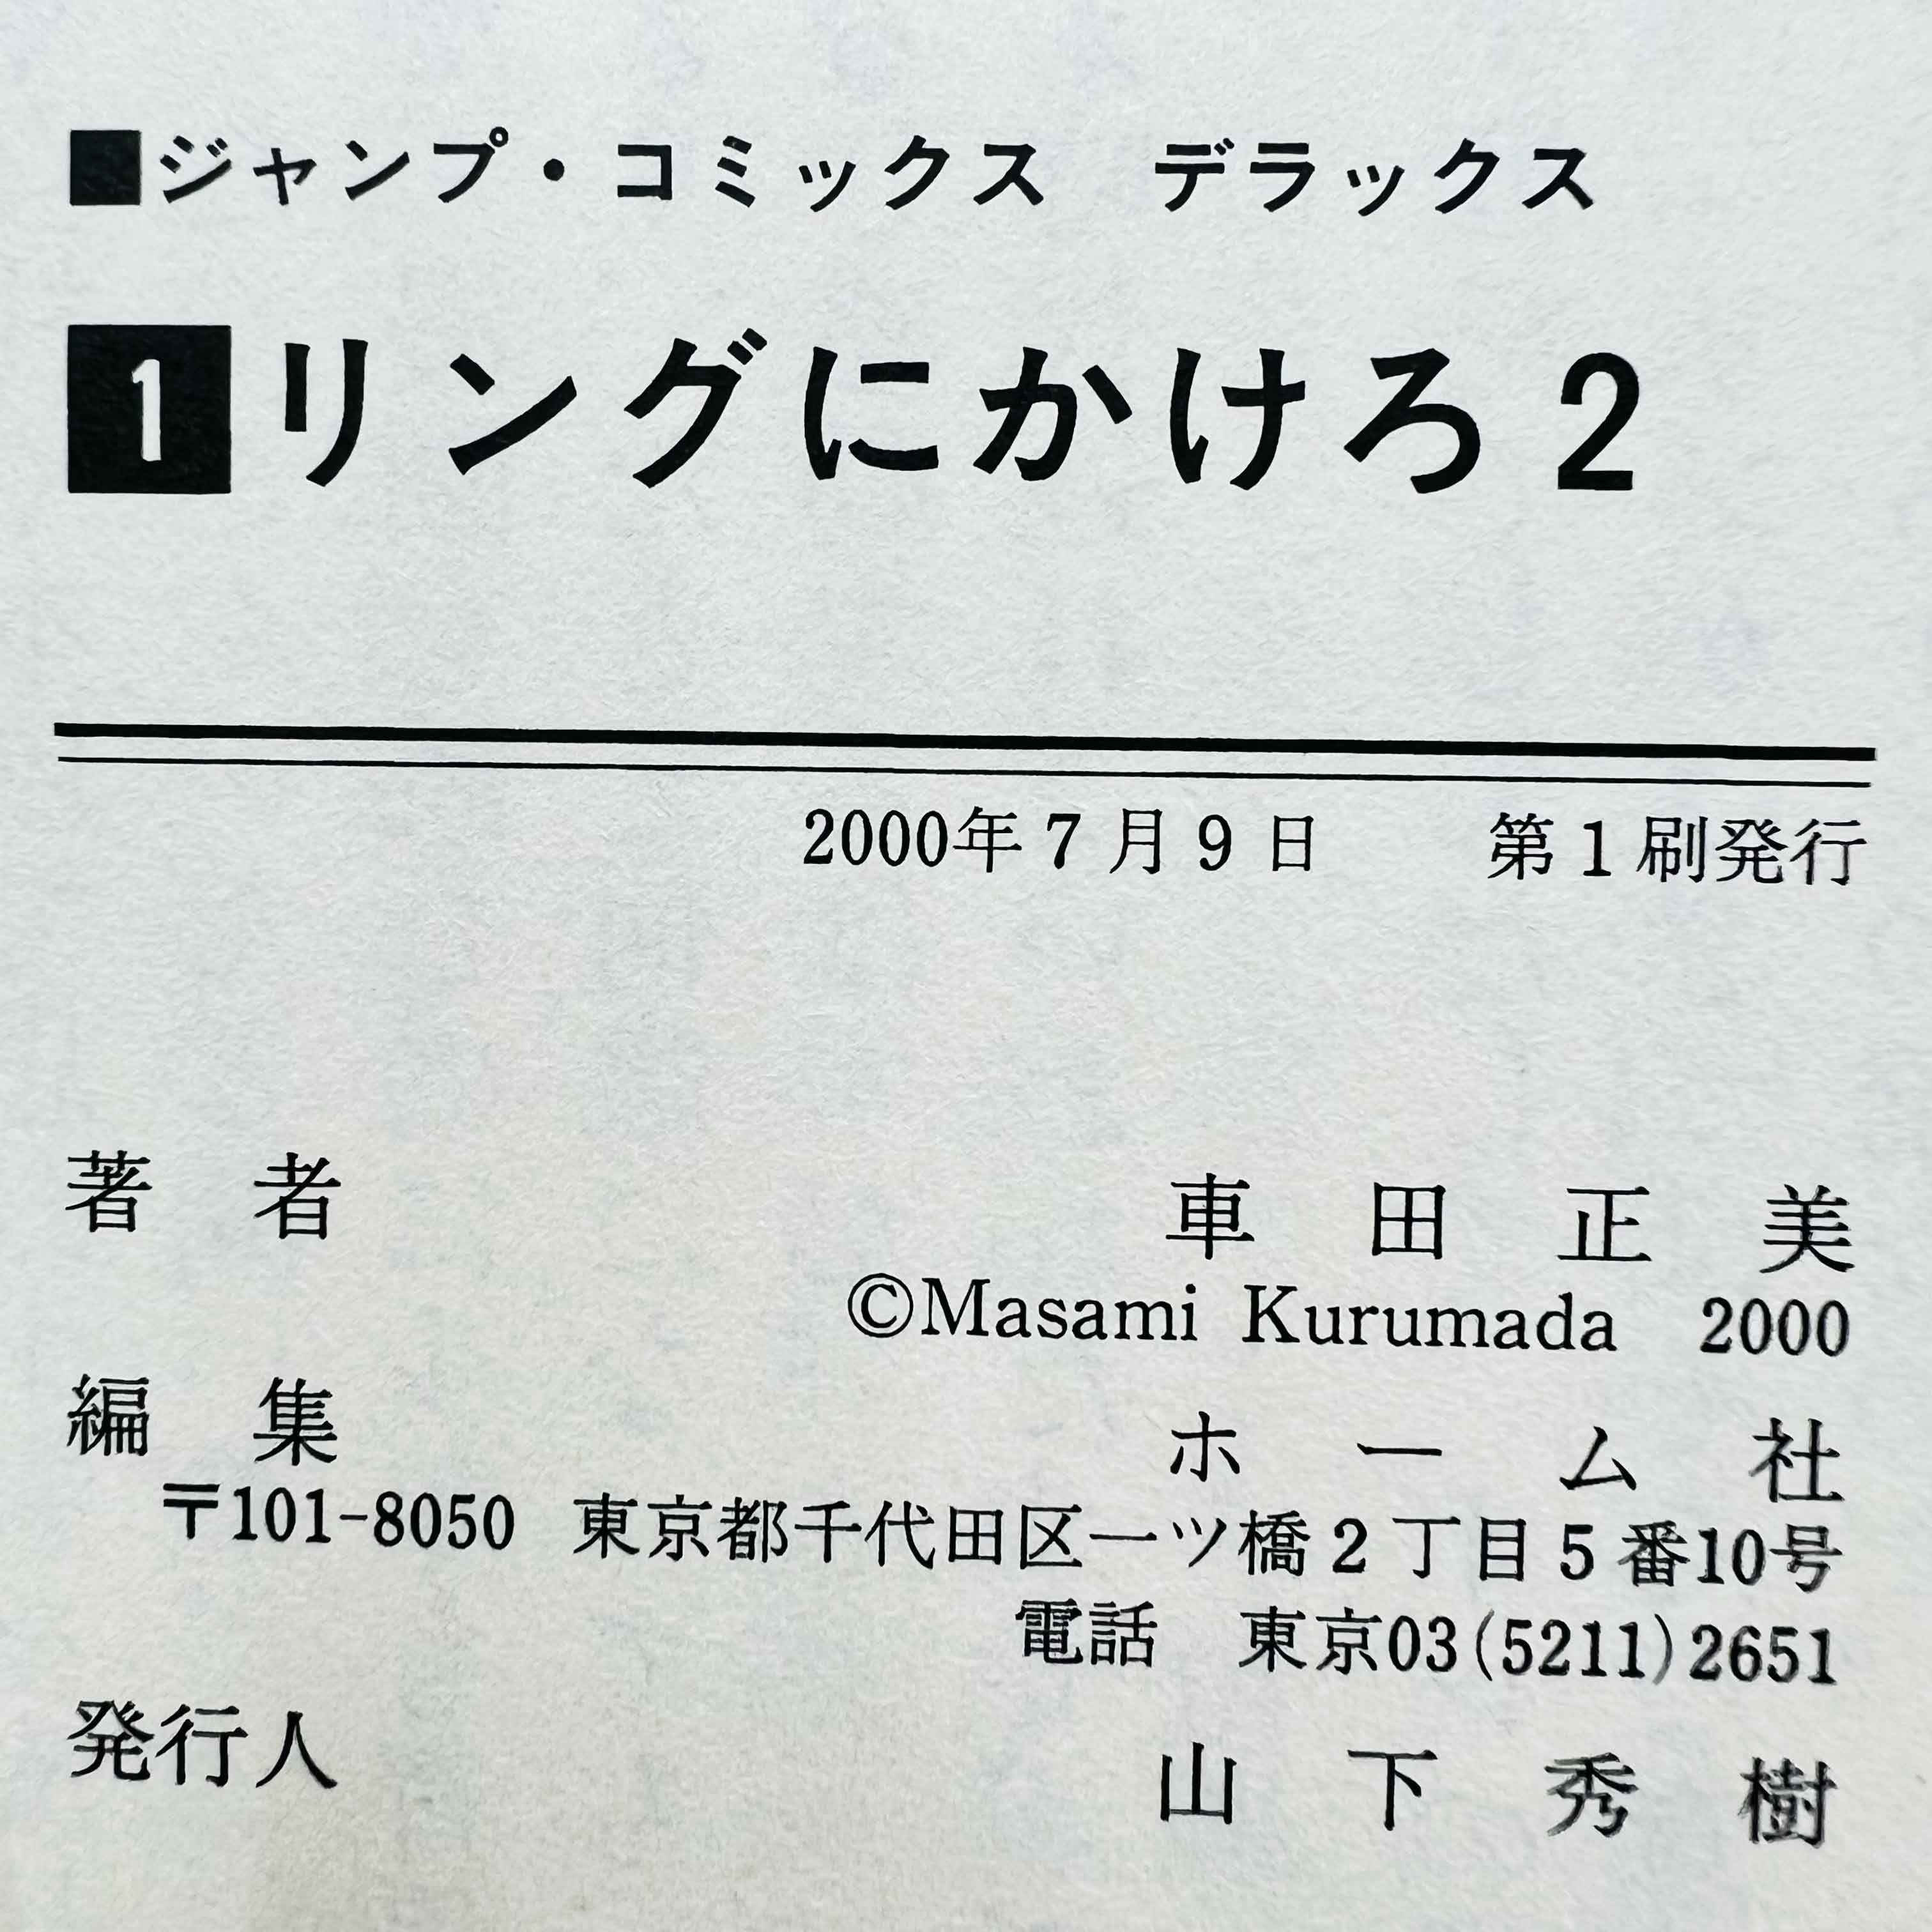 ■ジャンプ・コミックス デラックス
1 リングにかけろ2
2000年7月9日 第1刷発行
著者 車田正美
©Masami Kurumada 2000
編集 ホーム社
〒101-8050 東京都千代田区一ツ橋2丁目5番10号
電話 東京03(5211)2651
発行人 山下秀樹